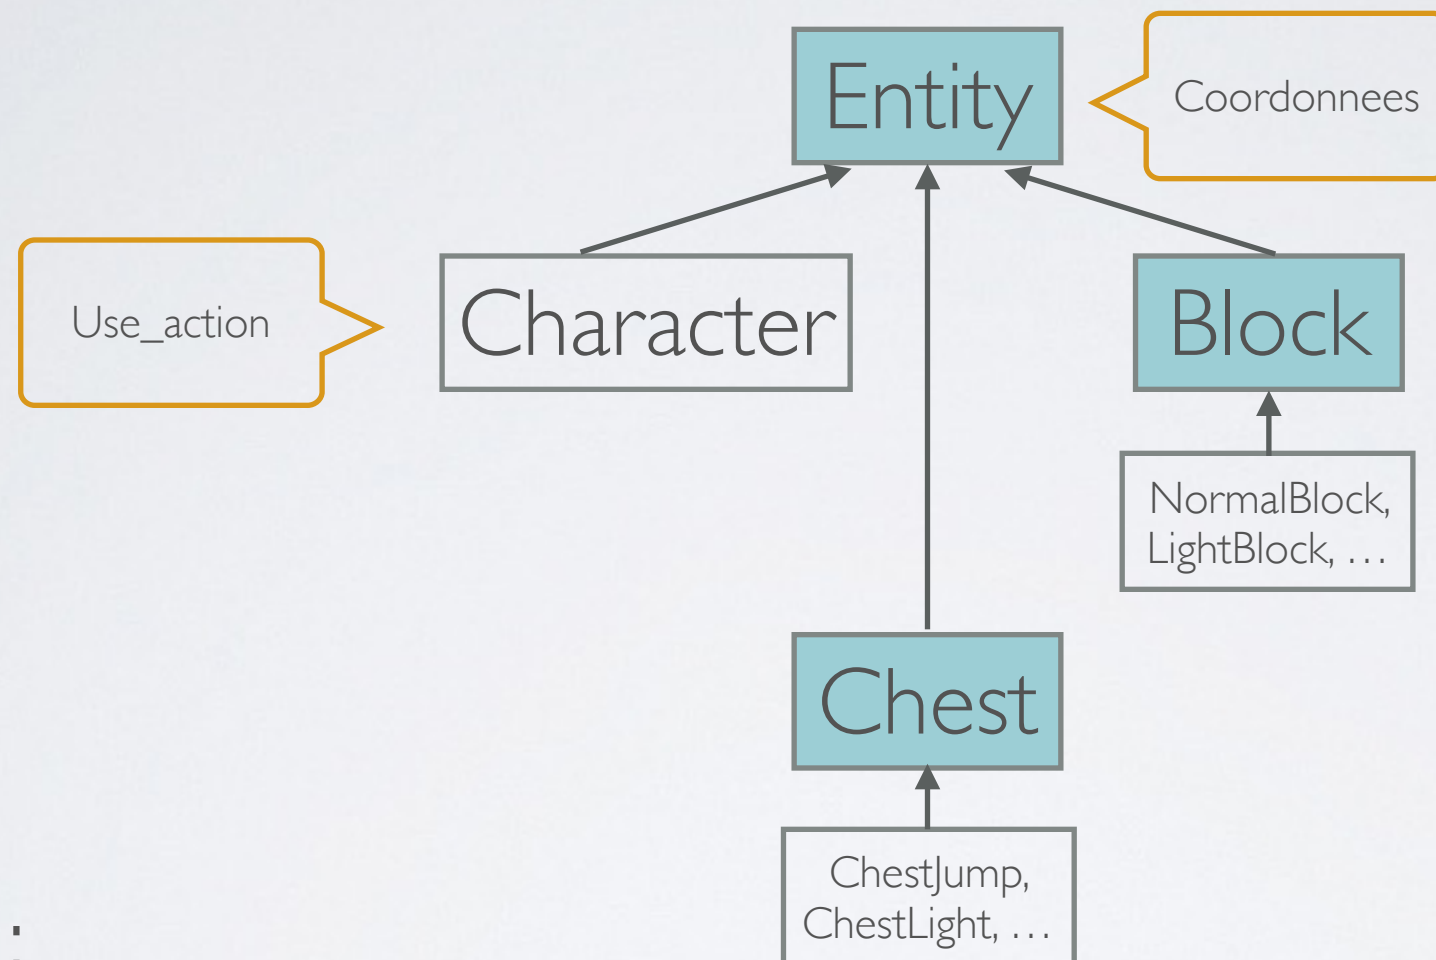 Entity
Coordonnees
Use_action
Character
Block
NormalBlock,
LightBlock, …
Chest
ChestJump,
ChestLight, …